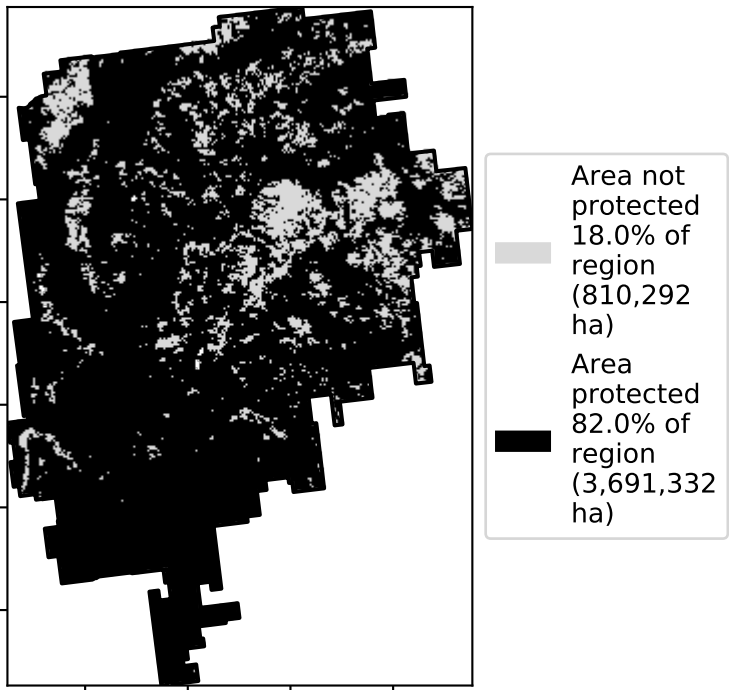 Area not
protected
18.0% of
region
(810,292
ha)
Area
protected
82.0% of
region
(3,691,332
ha)